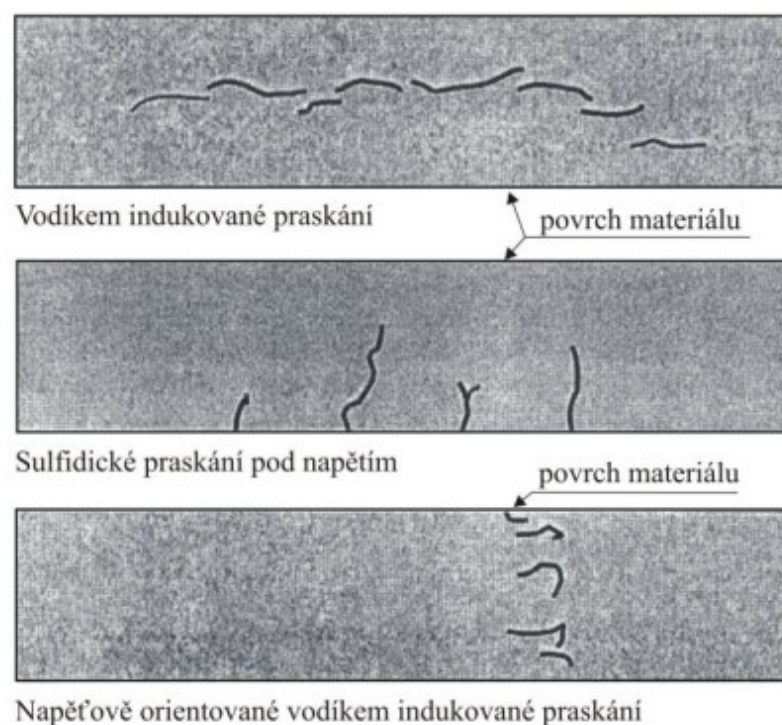 Vodíkem indukované praskání
povrch materiálu
Sulfidické praskání pod napětím
povrch materiálu
Napěťově orientované vodíkem indukované praskání